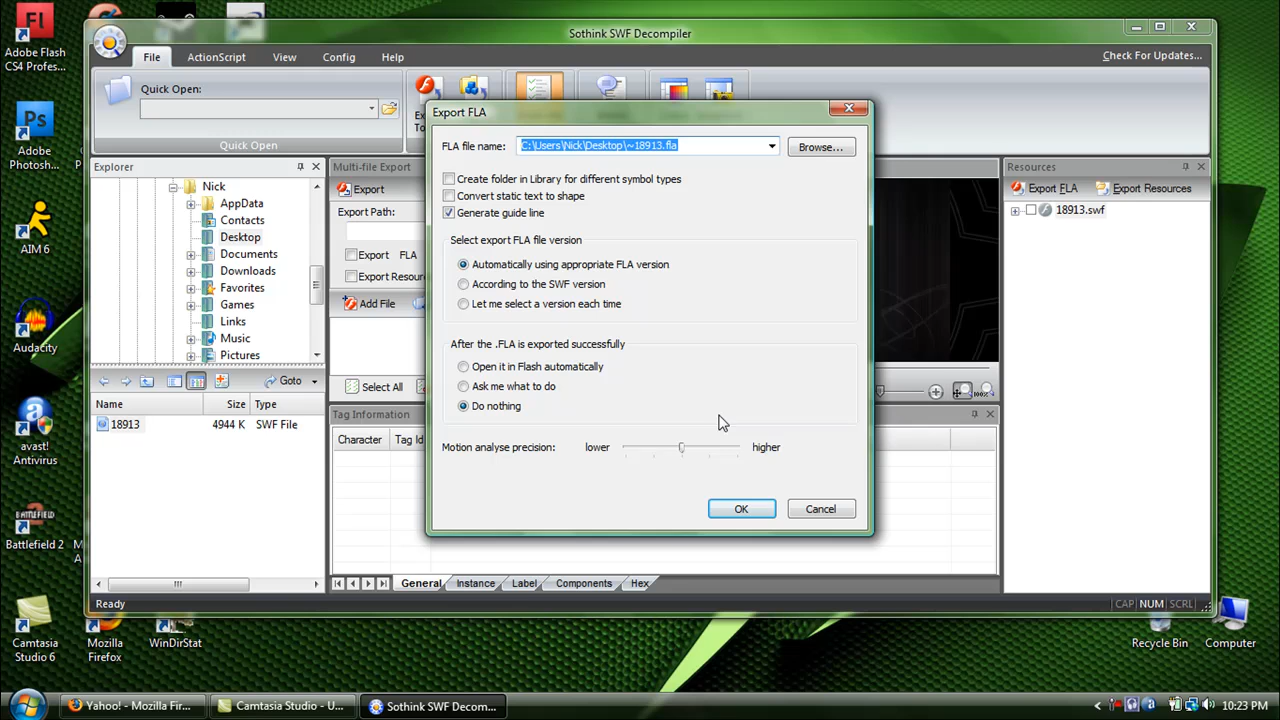 Adobe Flash
CS4 Profes...
Adobe
Photosh...
AIM 6
Audacity
avast!
Antivirus
Battlefield 2
Camtasia
Studio 6
Mozilla
Firefox
WinDirStat
Recycle Bin
Computer
Sothink SWF Decompiler
File
ActionScript
View
Config
Help
Check For Updates...
Quick Open:
Quick Open
Explorer
Nick
AppData
Contacts
Desktop
Documents
Downloads
Favorites
Games
Links
Music
Pictures
Goto
Name
Size
Type
18913
4944 K
SWF File
Multi-file Export
Export
Export Path:
Export FLA
Export Resour
Add File
Select All
Tag Information
Character
Tag Id
General
Instance
Label
Components
Hex
Resources
Export FLA
Export Resources
18913.swf
Export FLA
FLA file name:
C:\Users\Nick\Desktop\~18913.fla
Browse...
Create folder in Library for different symbol types
Convert static text to shape
Generate guide line
Select export FLA file version
Automatically using appropriate FLA version
According to the SWF version
Let me select a version each time
After the .FLA is exported successfully
Open it in Flash automatically
Ask me what to do
Do nothing
Motion analyse precision:
lower
higher
OK
Cancel
Ready
CAP NUM SCRL
Yahoo! - Mozilla Fir...
Camtasia Studio - U...
Sothink SWF Decom...
10:23 PM